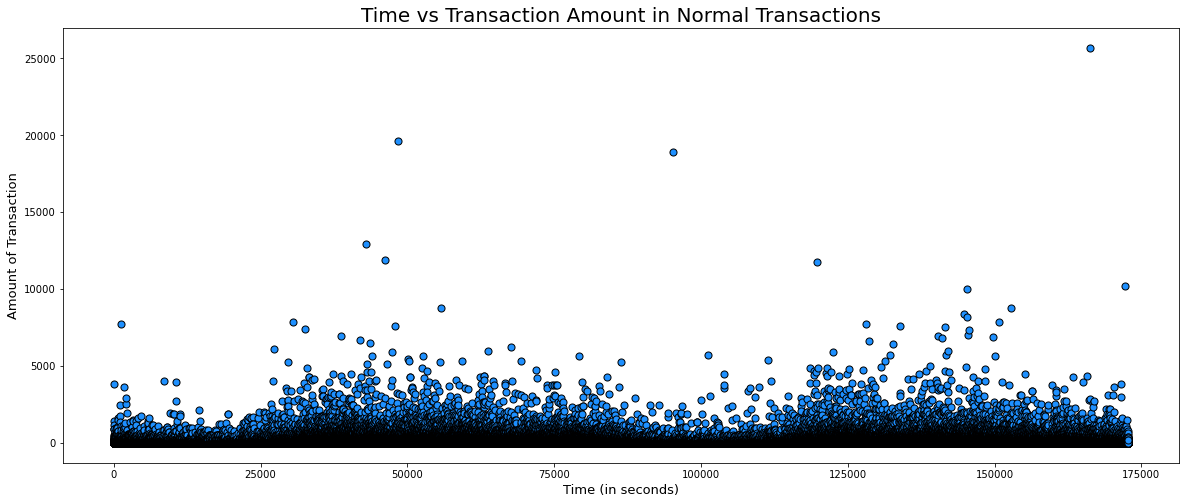 Time vs Transaction Amount in Normal Transactions
Amount of Transaction
25000
20000
15000
10000
5000
0
0 25000 50000 75000 100000 125000 150000 175000
Time (in seconds)